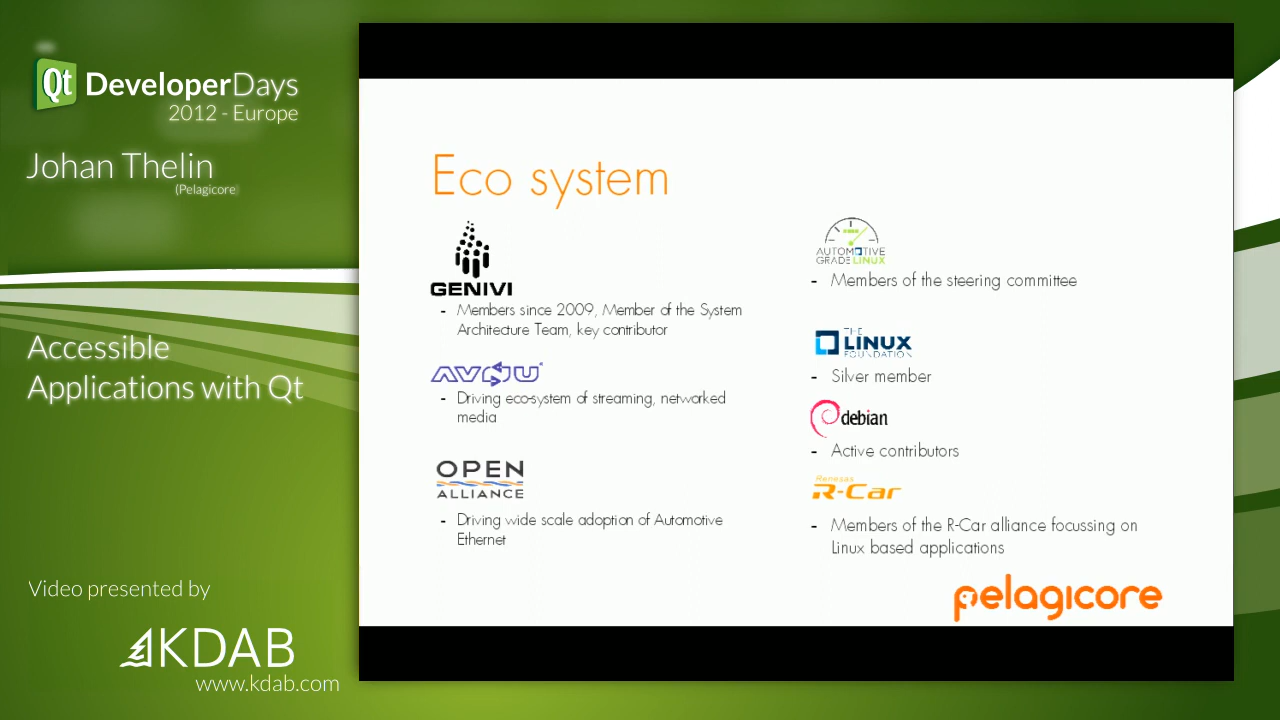 Qt DeveloperDays
2012 - Europe
Johan Thelin
(Pelagicore)
Accessible
Applications with Qt
Video presented by
KDAB
www.kdab.com
Eco system
GENIVI
- Members since 2009, Member of the System
Architecture Team, key contributor
AVNU
- Driving eco-system of streaming, networked
media
OPEN
ALLIANCE
- Driving wide scale adoption of Automotive
Ethernet
AUTOMOTIVE
GRADE LINUX
- Members of the steering committee
THE
LINUX
FOUNDATION
- Silver member
debian
- Active contributors
Renesas
R-Car
- Members of the R-Car alliance focussing on
Linux based applications
pelagicore